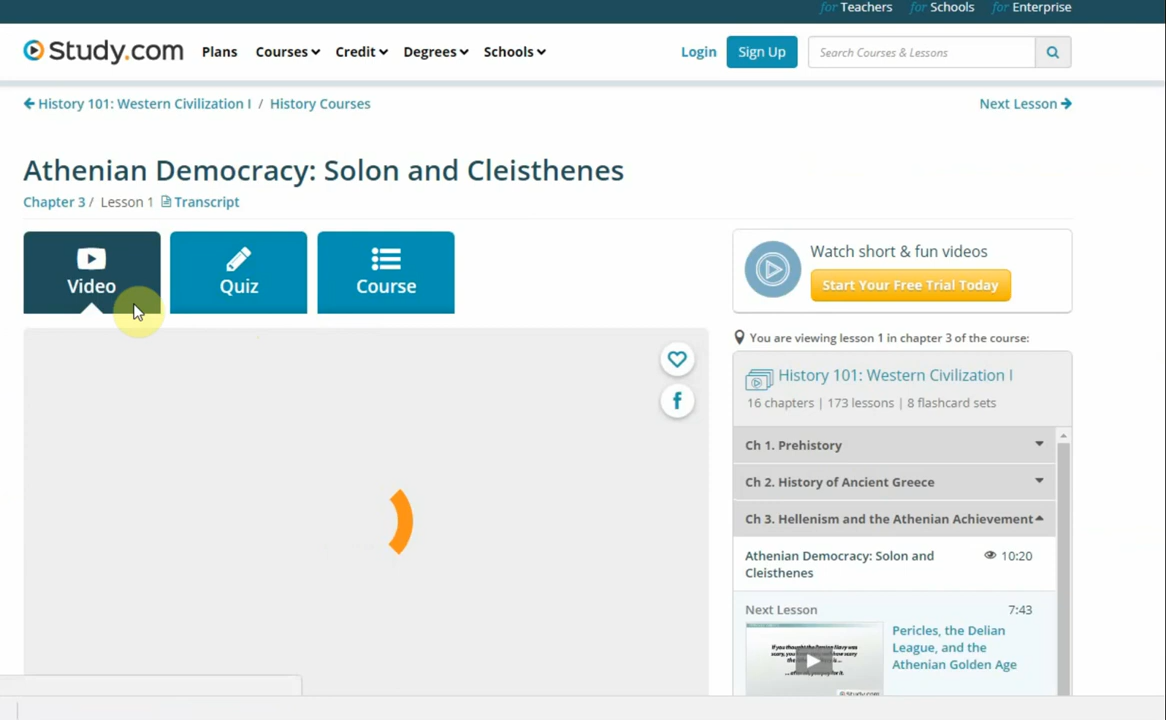 for Teachers for Schools for Enterprise
Study.com Plans Courses Credit Degrees Schools Login Sign Up Search Courses & Lessons
History 101: Western Civilization I / History Courses Next Lesson
Athenian Democracy: Solon and Cleisthenes
Chapter 3 / Lesson 1 Transcript
Video Quiz Course
Watch short & fun videos
Start Your Free Trial Today
You are viewing lesson 1 in chapter 3 of the course:
History 101: Western Civilization I
16 chapters | 173 lessons | 8 flashcard sets
Ch 1. Prehistory
Ch 2. History of Ancient Greece
Ch 3. Hellenism and the Athenian Achievement
Athenian Democracy: Solon and 10:20
Cleisthenes
Next Lesson 7:43
Pericles, the Delian
League, and the
Athenian Golden Age
Study.com